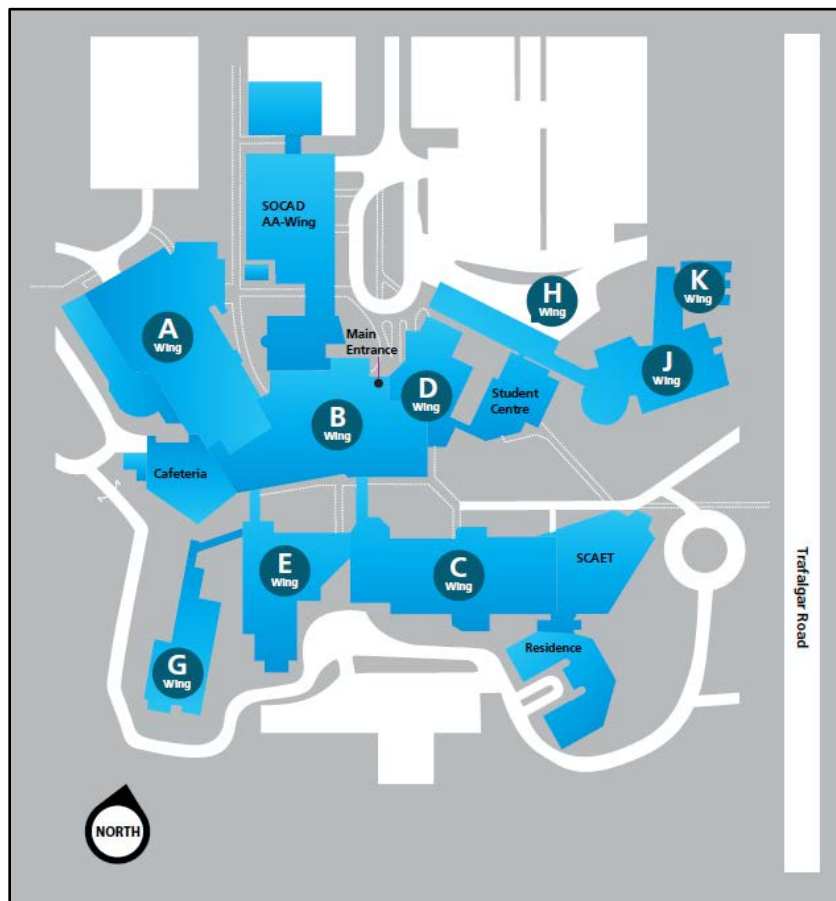 SOCAD
AA-Wing
A
Wing
H
Wing
K
Wing
Main
Entrance
J
Wing
D
Wing
Student
Centre
B
Wing
Cafeteria
E
Wing
C
Wing
SCAET
Trafalgar Road
Residence
G
Wing
NORTH